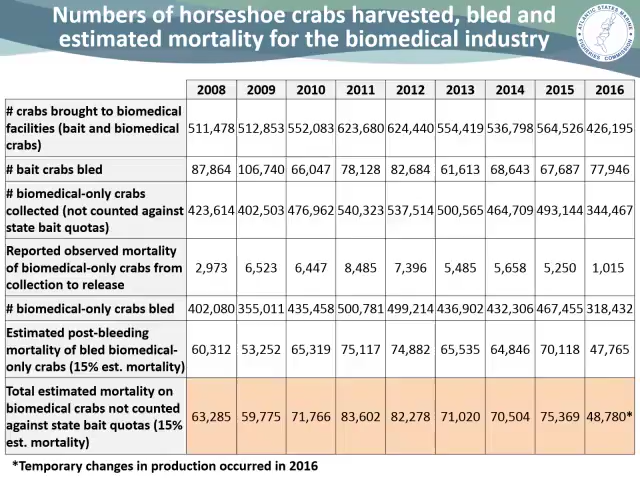 Numbers of horseshoe crabs harvested, bled and
estimated mortality for the biomedical industry
ATLANTIC STATES MARINE
FISHERIES COMMISSION
2008 2009 2010 2011 2012 2013 2014 2015 2016
# crabs brought to biomedical
facilities (bait and biomedical
crabs)
511,478 512,853 552,083 623,680 624,440 554,419 536,798 564,526 426,195
# bait crabs bled 87,864 106,740 66,047 78,128 82,684 61,613 68,643 67,687 77,946
# biomedical-only crabs
collected (not counted against
state bait quotas)
423,614 402,503 476,962 540,323 537,514 500,565 464,709 493,144 344,467
Reported observed mortality
of biomedical-only crabs from
collection to release
2,973 6,523 6,447 8,485 7,396 5,485 5,658 5,250 1,015
# biomedical-only crabs bled 402,080 355,011 435,458 500,781 499,214 436,902 432,306 467,455 318,432
Estimated post-bleeding
mortality of bled biomedical-
only crabs (15% est. mortality)
60,312 53,252 65,319 75,117 74,882 65,535 64,846 70,118 47,765
Total estimated mortality on
biomedical crabs not counted
against state bait quotas (15%
est. mortality)
63,285 59,775 71,766 83,602 82,278 71,020 70,504 75,369 48,780*
*Temporary changes in production occurred in 2016